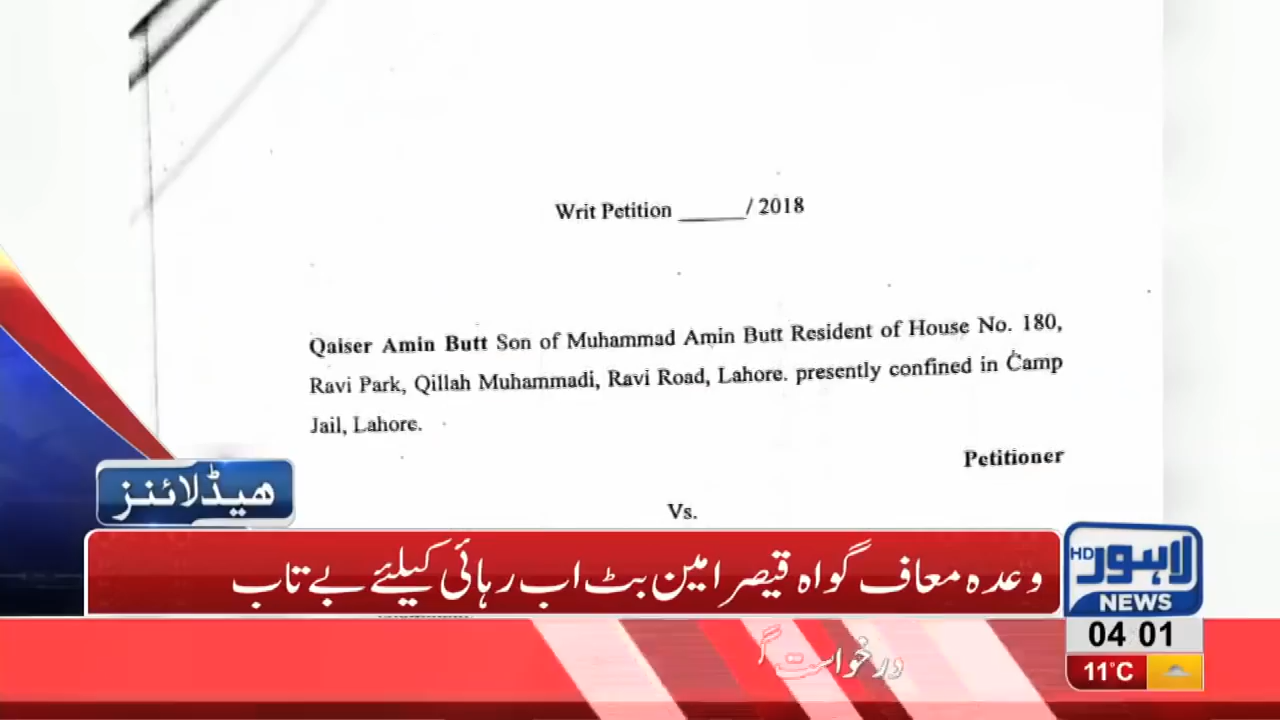 Writ Petition ______/ 2018
Qaiser Amin Butt Son of Muhammad Amin Butt Resident of House No. 180,
Ravi Park, Qillah Muhammadi, Ravi Road, Lahore. presently confined in Camp
Jail, Lahore.
Petitioner
Vs.
ھیڈلائنز
وعدہ معاف گواہ قیصر امین بٹ اب رہائی کیلئے بے تاب
HD لاہور
NEWS
04 01
11°C
درخواست